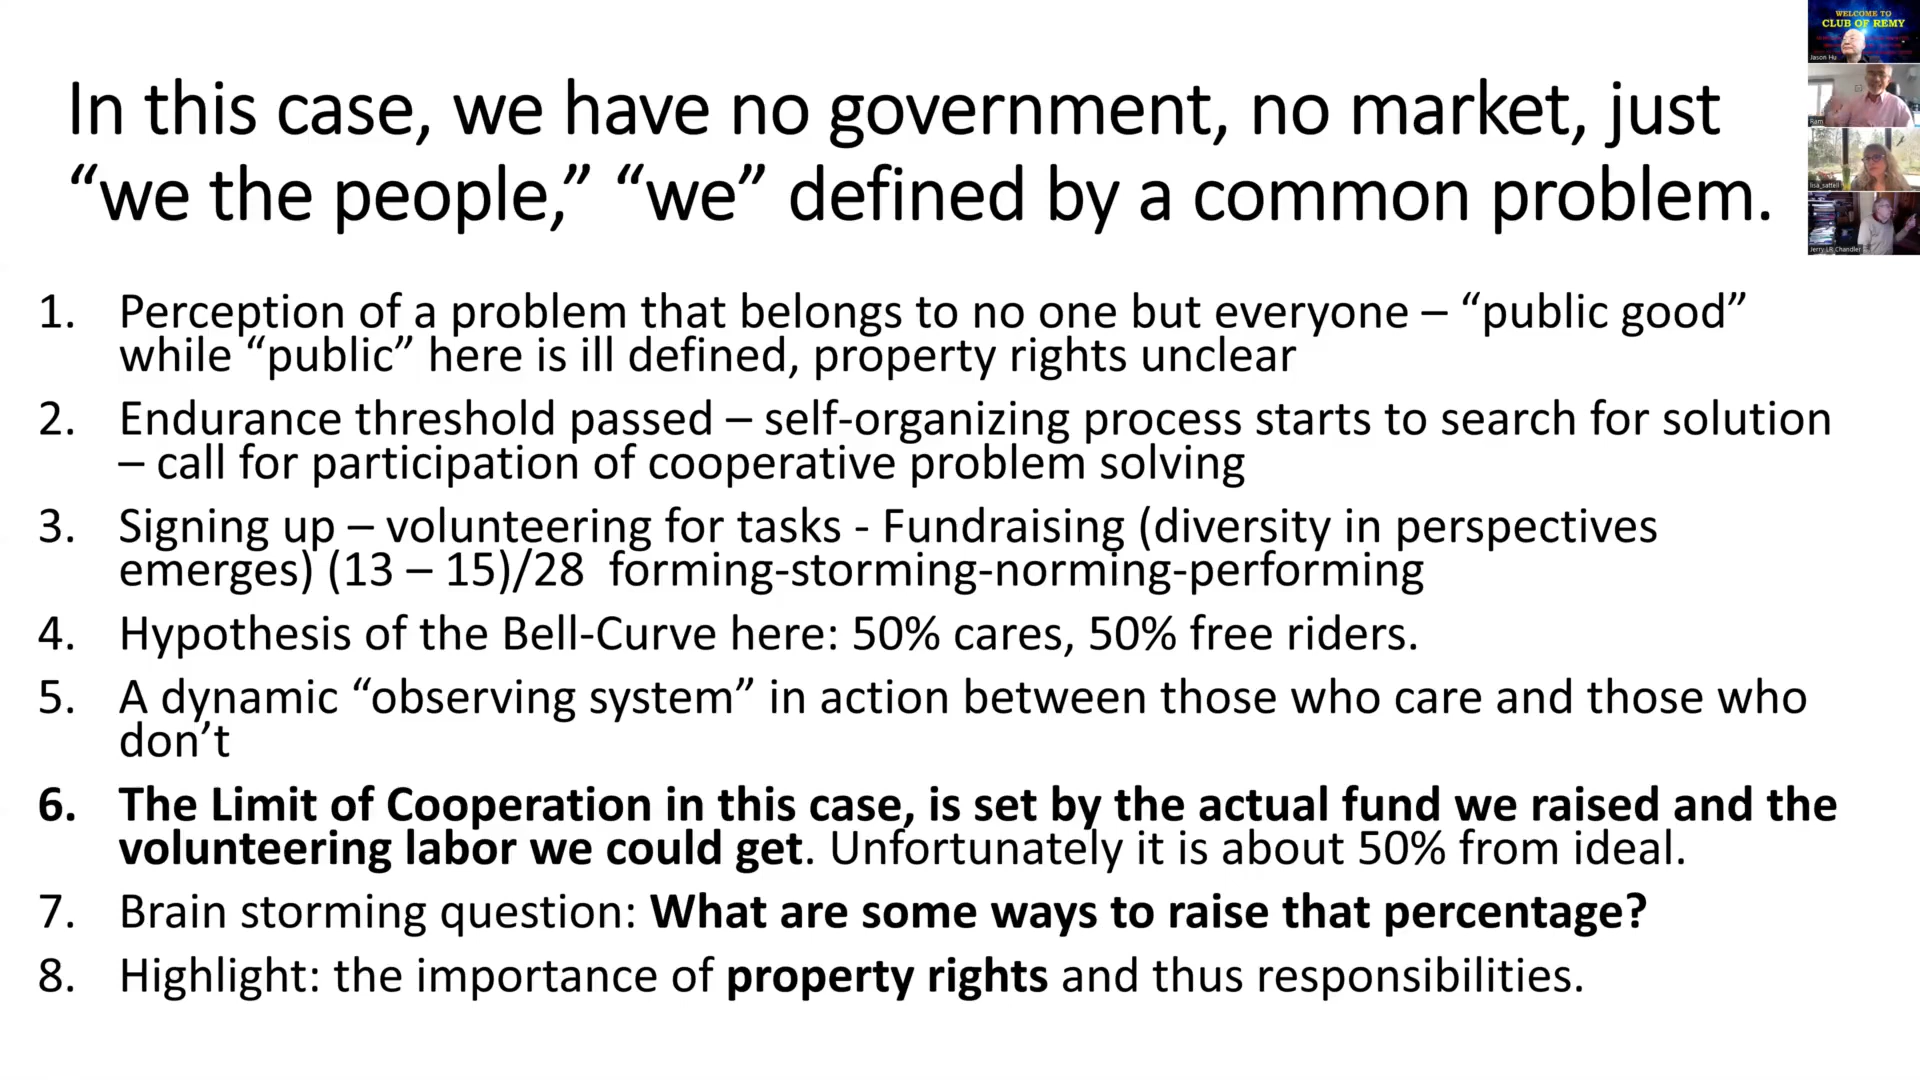 In this case, we have no government, no market, just
“we the people,” “we” defined by a common problem.
1. Perception of a problem that belongs to no one but everyone – “public good”
while “public” here is ill defined, property rights unclear
2. Endurance threshold passed – self-organizing process starts to search for solution
– call for participation of cooperative problem solving
3. Signing up – volunteering for tasks - Fundraising (diversity in perspectives
emerges) (13 – 15)/28 forming-storming-norming-performing
4. Hypothesis of the Bell-Curve here: 50% cares, 50% free riders.
5. A dynamic “observing system” in action between those who care and those who
don’t
6. The Limit of Cooperation in this case, is set by the actual fund we raised and the
volunteering labor we could get. Unfortunately it is about 50% from ideal.
7. Brain storming question: What are some ways to raise that percentage?
8. Highlight: the importance of property rights and thus responsibilities.
WELCOME TO
CLUB OF REMY
Jason Hu
Ram
Jerry LR Chandler